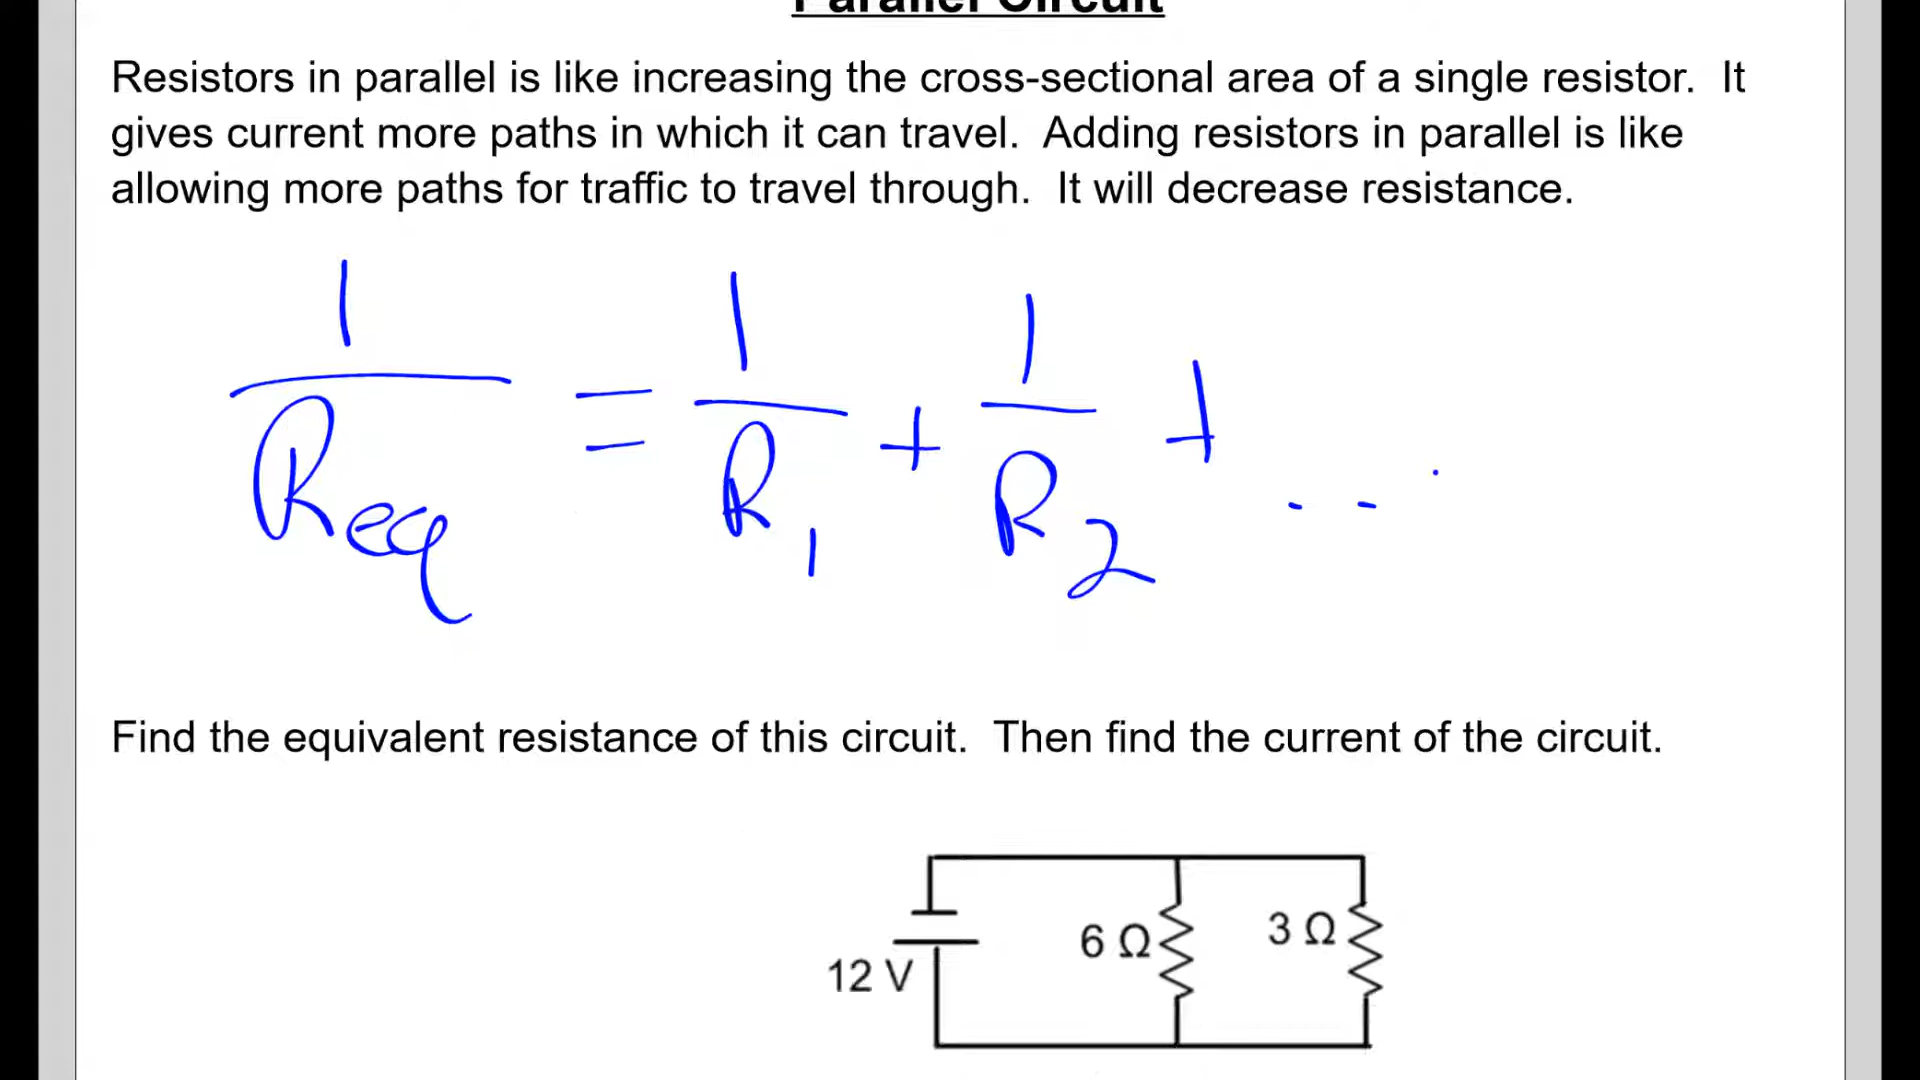 Parallel Circuit
Resistors in parallel is like increasing the cross-sectional area of a single resistor. It
gives current more paths in which it can travel. Adding resistors in parallel is like
allowing more paths for traffic to travel through. It will decrease resistance.
1/Req = 1/R1 + 1/R2 + ...
Find the equivalent resistance of this circuit. Then find the current of the circuit.
6 Ω 3 Ω
12 V